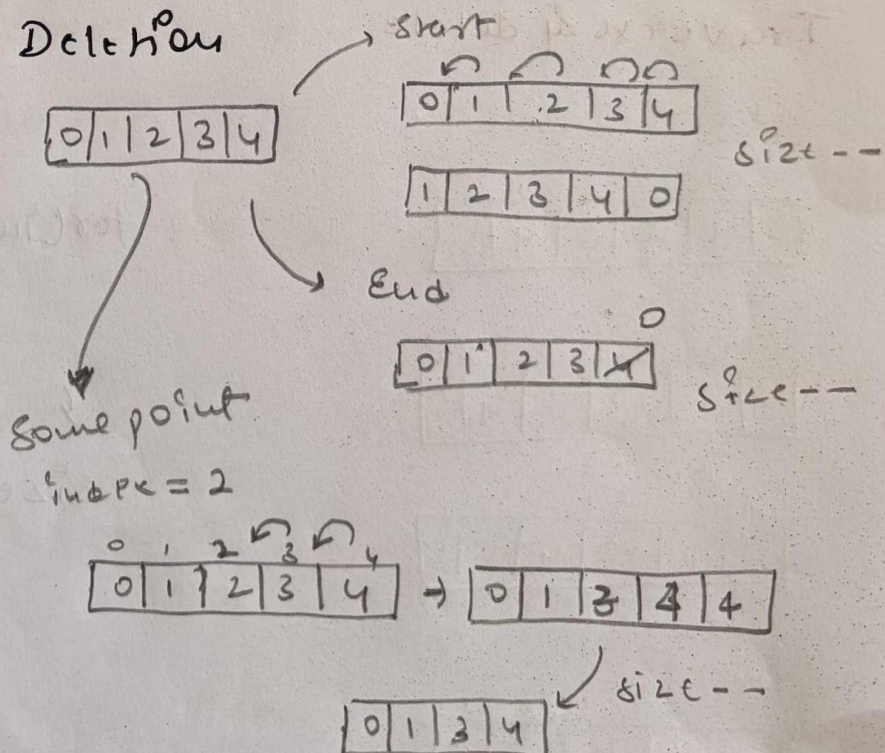 Deletion
0 1 2 3 4
Start
0 1 2 3 4
size --
1 2 3 4 0
End
0
0 1 2 3 4
size --
Some point
index = 2
0 1 2 3 4
0 1 2 3 4 → 0 1 3 4 4
size --
0 1 3 4